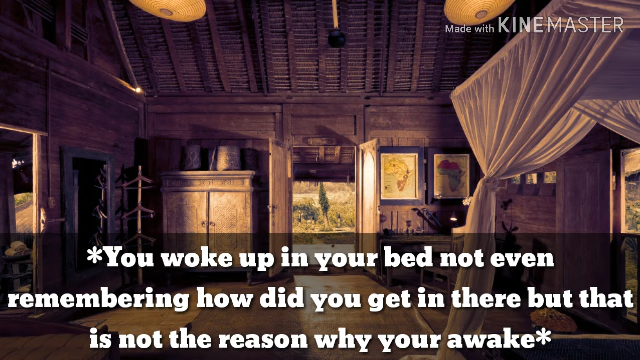 Made with KINEMASTER
*You woke up in your bed not even
remembering how did you get in there but that
is not the reason why your awake*